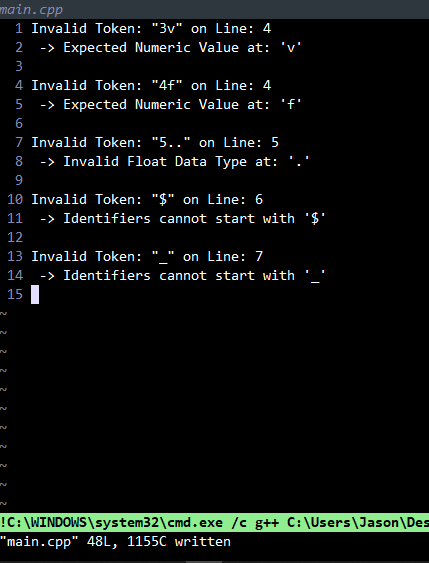 main.cpp
1 Invalid Token: "3v" on Line: 4
2  -> Expected Numeric Value at: 'v'
3
4 Invalid Token: "4f" on Line: 4
5  -> Expected Numeric Value at: 'f'
6
7 Invalid Token: "5.." on Line: 5
8  -> Invalid Float Data Type at: '.'
9
10 Invalid Token: "$" on Line: 6
11  -> Identifiers cannot start with '$'
12
13 Invalid Token: "_" on Line: 7
14  -> Identifiers cannot start with '_'
15
~
~
~
~
~
~
~
~
~
~
~
!C:\WINDOWS\system32\cmd.exe /c g++ C:\Users\Jason\Des
"main.cpp" 48L, 1155C written